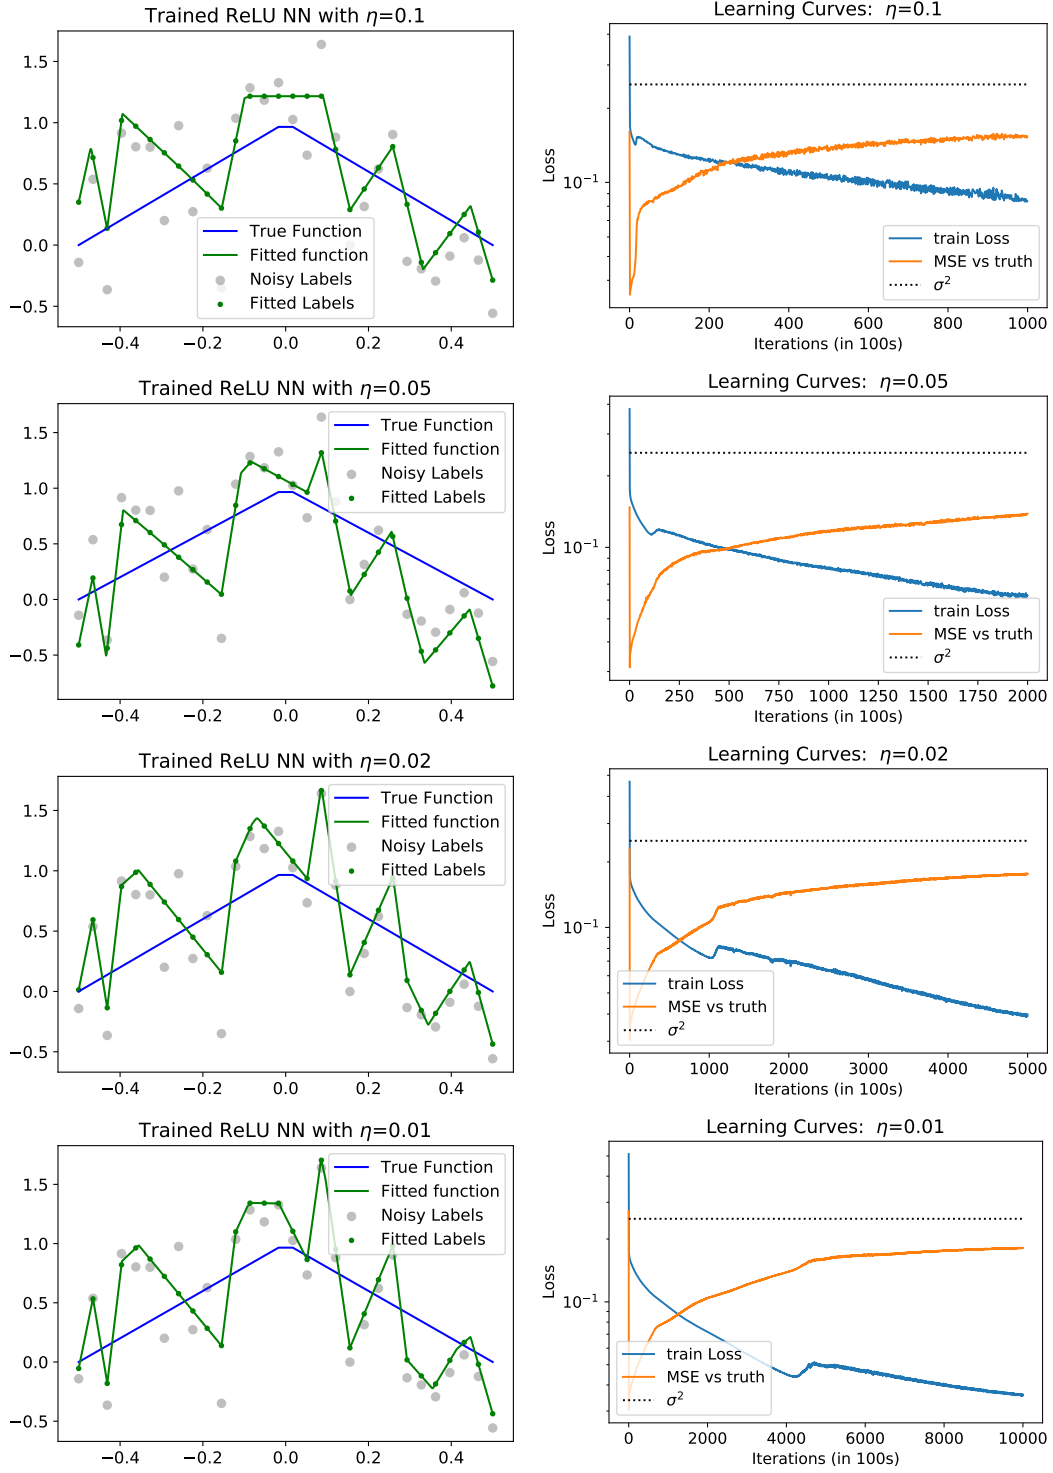 Trained ReLU NN with η=0.1
1.5
1.0
0.5
0.0
−0.5
−0.4
−0.2
0.0
0.2
0.4
True Function
Fitted function
Noisy Labels
Fitted Labels
Learning Curves: η=0.1
Loss
10⁻¹
train Loss
MSE vs truth
σ²
0
200
400
600
800
1000
Iterations (in 100s)
Trained ReLU NN with η=0.05
1.5
1.0
0.5
0.0
−0.5
−0.4
−0.2
0.0
0.2
0.4
True Function
Fitted function
Noisy Labels
Fitted Labels
Learning Curves: η=0.05
Loss
10⁻¹
train Loss
MSE vs truth
σ²
0
250
500
750
1000
1250
1500
1750
2000
Iterations (in 100s)
Trained ReLU NN with η=0.02
1.5
1.0
0.5
0.0
−0.5
−0.4
−0.2
0.0
0.2
0.4
True Function
Fitted function
Noisy Labels
Fitted Labels
Learning Curves: η=0.02
Loss
10⁻¹
train Loss
MSE vs truth
σ²
0
1000
2000
3000
4000
5000
Iterations (in 100s)
Trained ReLU NN with η=0.01
1.5
1.0
0.5
0.0
−0.5
−0.4
−0.2
0.0
0.2
0.4
True Function
Fitted function
Noisy Labels
Fitted Labels
Learning Curves: η=0.01
Loss
10⁻¹
train Loss
MSE vs truth
σ²
0
2000
4000
6000
8000
10000
Iterations (in 100s)